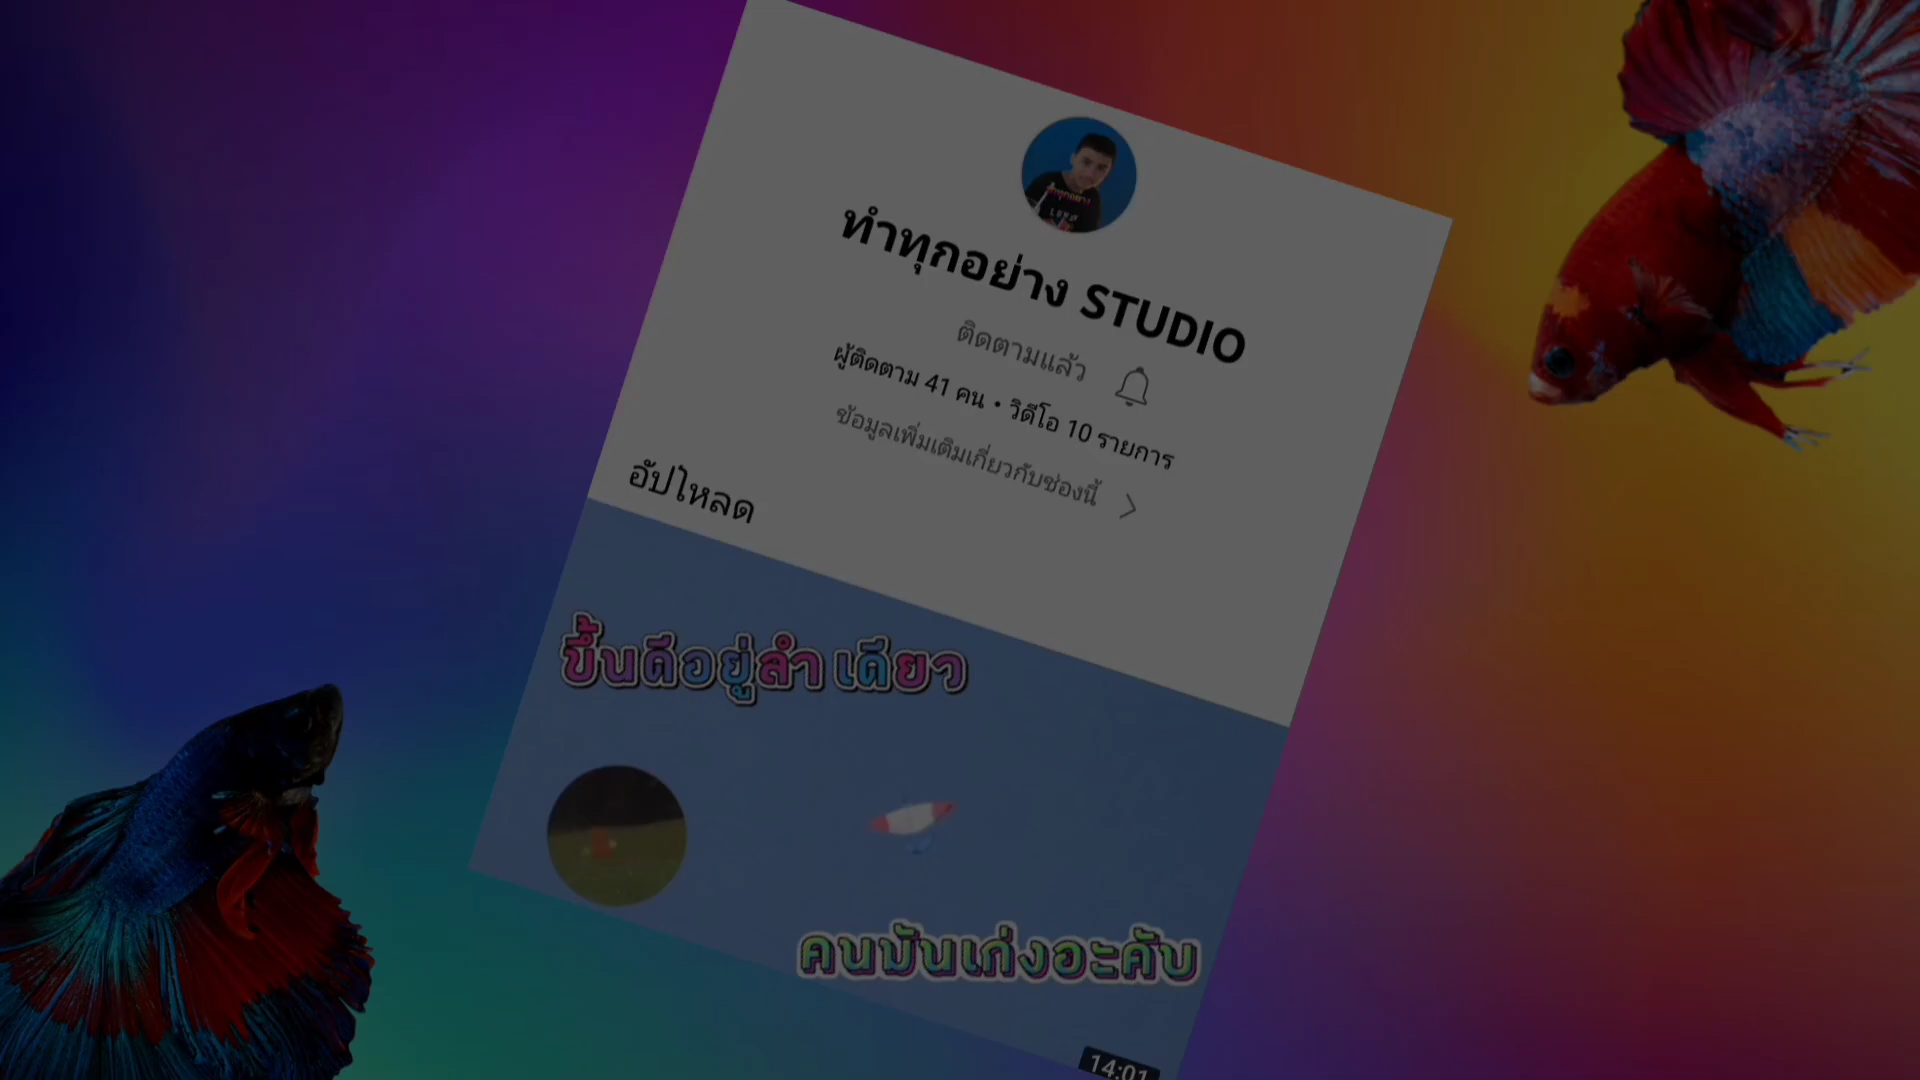 ทำทุกอย่าง STUDIO
ติดตามแล้ว
ผู้ติดตาม 41 คน • วิดีโอ 10 รายการ
ข้อมูลเพิ่มเติมเกี่ยวกับช่องนี้
อัปโหลด
ขึ้นดีอยู่ลำ เดียว
คนมันเก่งอะคับ
14:01